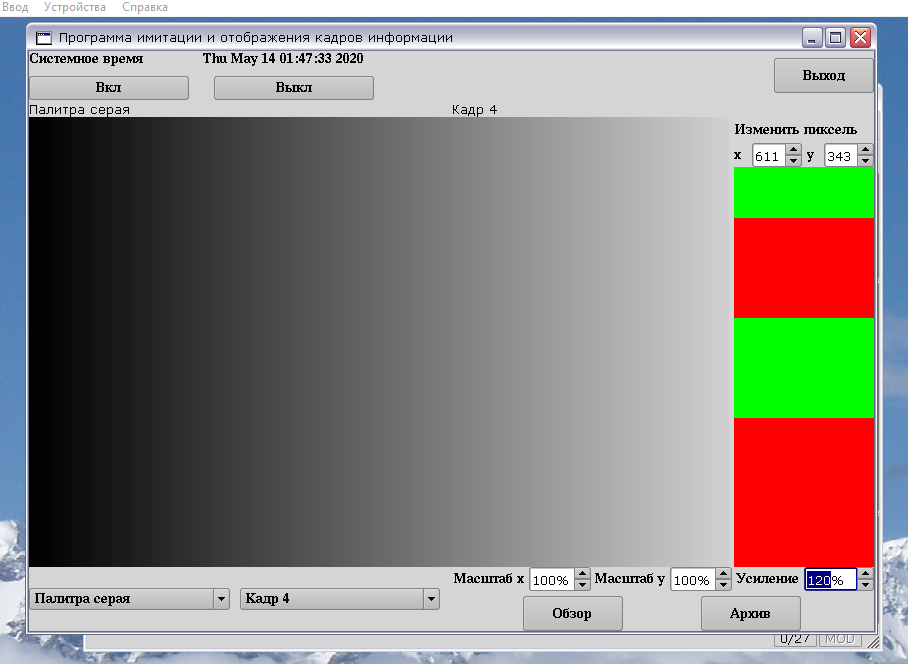 Ввод Устройства Справка
Программа имитации и отображения кадров информации
Системное время Thu May 14 01:47:33 2020
Вкл Выкл Выход
Палитра серая Кадр 4
Изменить пиксель
x 611 y 343
Масштаб x 100% Масштаб y 100% Усиление 120%
Палитра серая Кадр 4
Обзор Архив
0/27 MOD